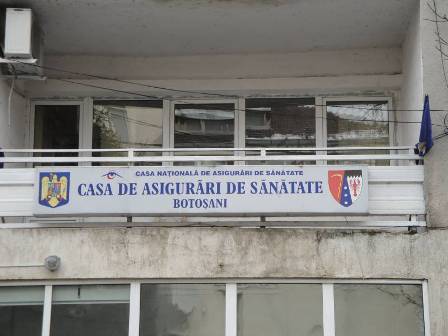 CASA NAȚIONALĂ DE ASIGURĂRI DE SĂNĂTATE
CASA DE ASIGURĂRI DE SĂNĂTATE
BOTOȘANI